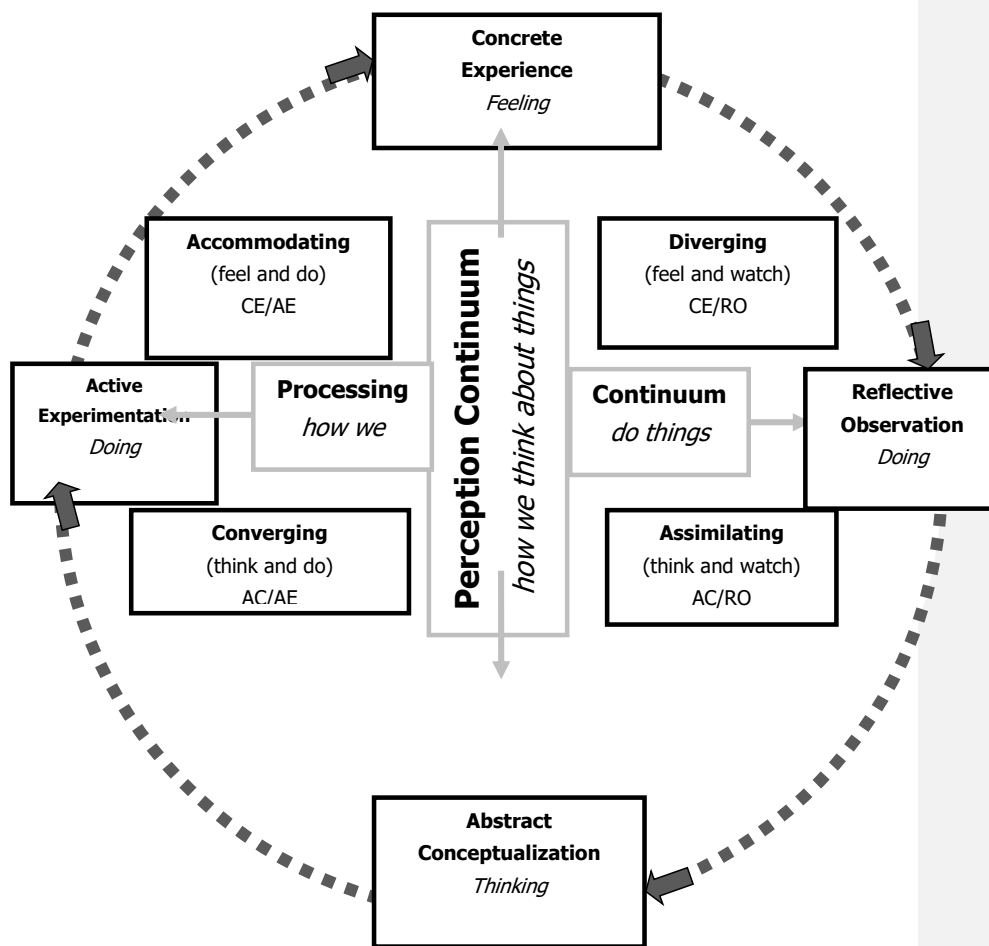 Concrete
Experience
Feeling
Accommodating
(feel and do)
CE/AE
Diverging
(feel and watch)
CE/RO
Active
Experimentation
Doing
Processing
how we
Perception Continuum
how we think about things
Continuum
do things
Reflective
Observation
Doing
Converging
(think and do)
AC/AE
Assimilating
(think and watch)
AC/RO
Abstract
Conceptualization
Thinking